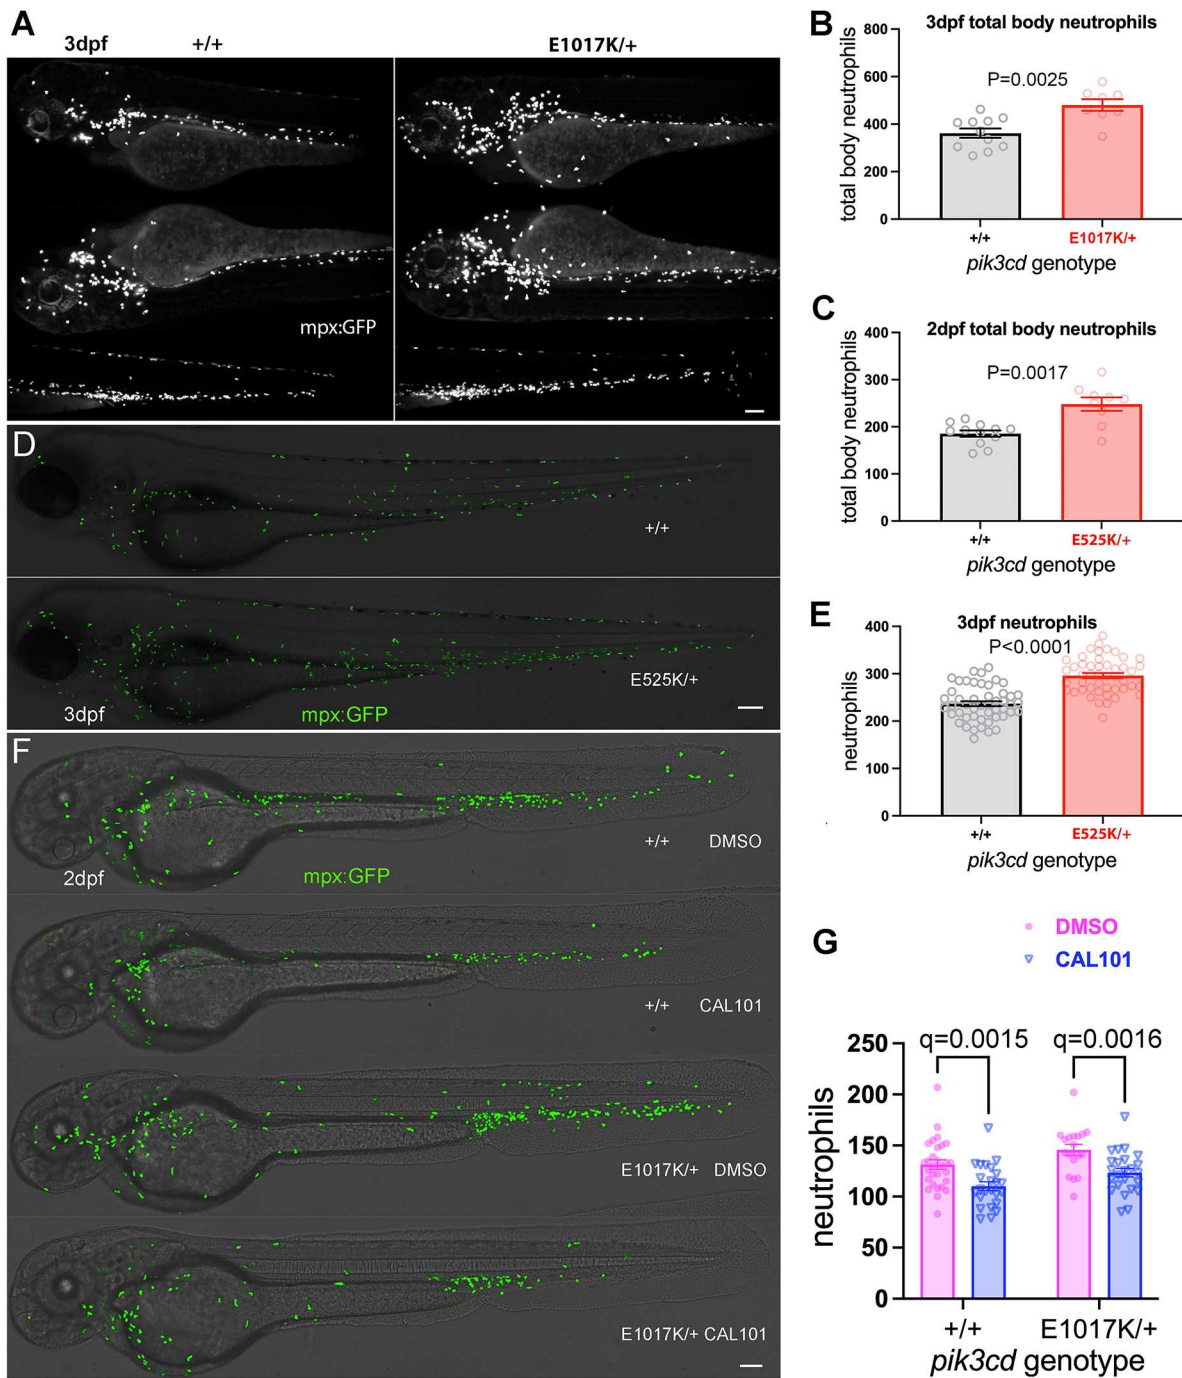 A
3dpf
+/+
E1017K/+
mpx:GFP
B
3dpf total body neutrophils
total body neutrophils
800
600
400
200
0
P=0.0025
+/+
E1017K/+
pik3cd genotype
C
2dpf total body neutrophils
total body neutrophils
400
300
200
100
0
P=0.0017
+/+
E525K/+
pik3cd genotype
D
+/+
E525K/+
3dpf
mpx:GFP
E
3dpf neutrophils
neutrophils
400
300
200
100
0
P<0.0001
+/+
E525K/+
pik3cd genotype
F
+/+ DMSO
2dpf
mpx:GFP
+/+ CAL101
E1017K/+ DMSO
E1017K/+ CAL101
G
DMSO
CAL101
neutrophils
250
200
150
100
50
0
q=0.0015
q=0.0016
+/+
E1017K/+
pik3cd genotype